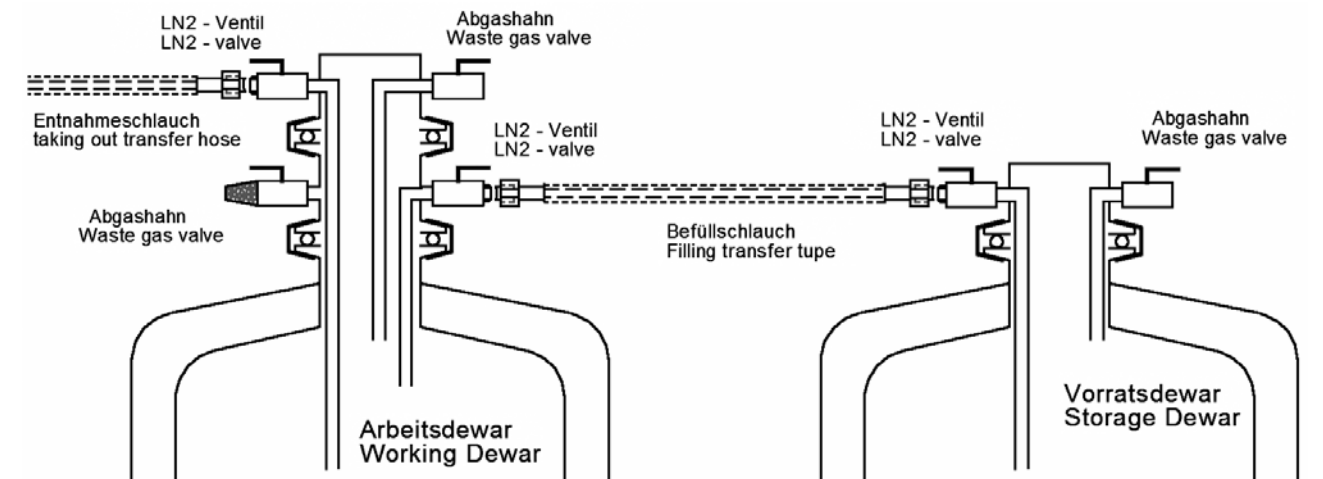 LN2 - Ventil
LN2 - valve
Abgashahn
Waste gas valve
Entnahmeschlauch
taking out transfer hose
LN2 - Ventil
LN2 - valve
LN2 - Ventil
LN2 - valve
Abgashahn
Waste gas valve
Abgashahn
Waste gas valve
Befüllschlauch
Filling transfer tupe
Arbeitsdewar
Working Dewar
Vorratsdewar
Storage Dewar